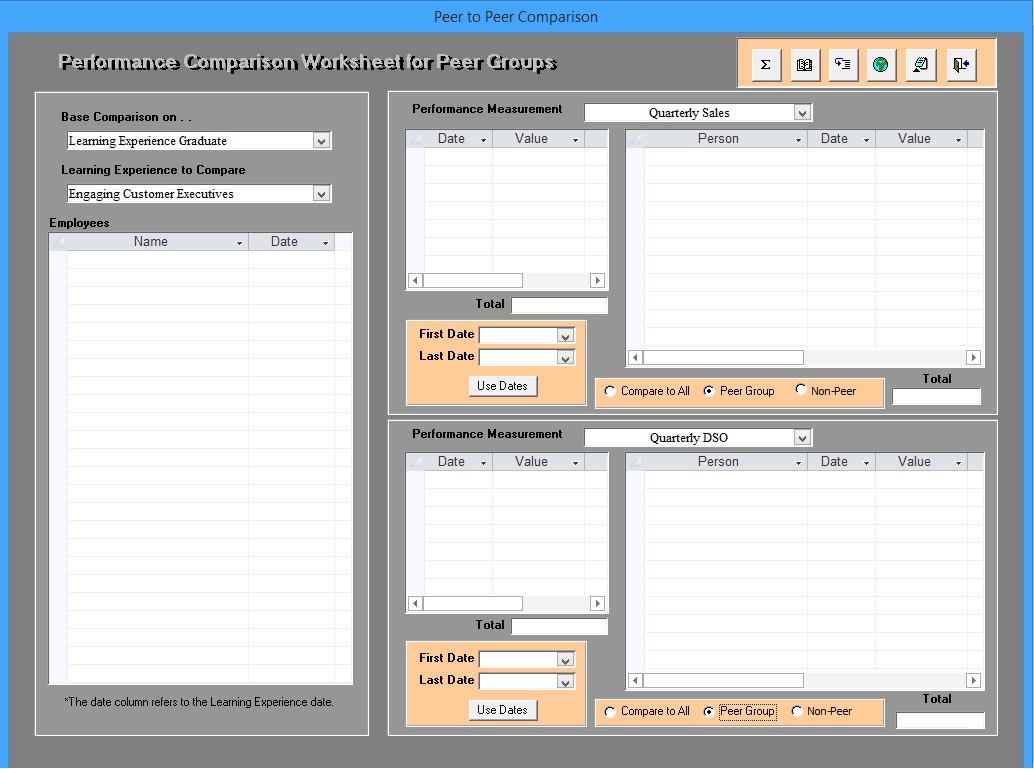 Peer to Peer Comparison
Performance Comparison Worksheet for Peer Groups
Σ
Base Comparison on . .
Learning Experience Graduate
Learning Experience to Compare
Engaging Customer Executives
Employees
Name Date
*The date column refers to the Learning Experience date.
Performance Measurement Quarterly Sales
Date Value
Person Date Value
Total
First Date
Last Date
Use Dates
Compare to All Peer Group Non-Peer
Total
Performance Measurement Quarterly DSO
Date Value
Person Date Value
Total
First Date
Last Date
Use Dates
Compare to All Peer Group Non-Peer
Total